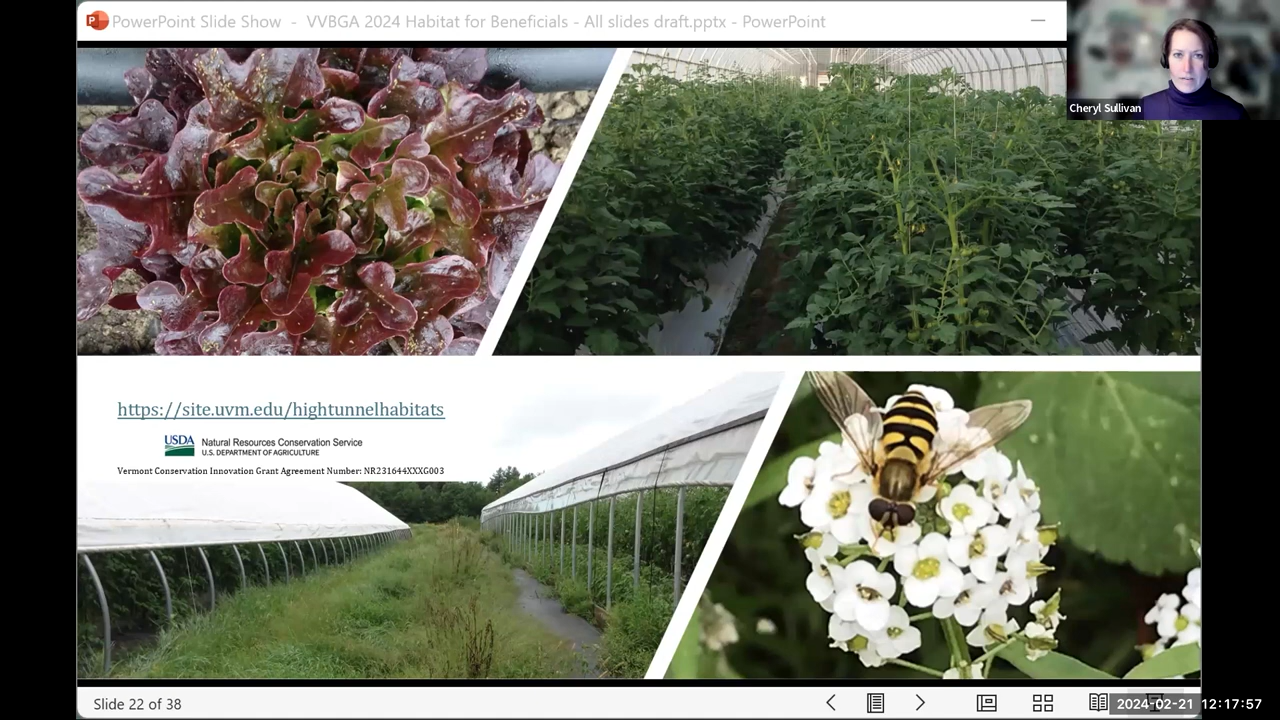 PowerPoint Slide Show - VVBGA 2024 Habitat for Beneficials - All slides draft.pptx - PowerPoint
Cheryl Sullivan
https://site.uvm.edu/hightunnelhabitats
USDA Natural Resources Conservation Service
U.S. DEPARTMENT OF AGRICULTURE
Vermont Conservation Innovation Grant Agreement Number: NR231644XXXG003
Slide 22 of 38
2024-02-21 12:17:57